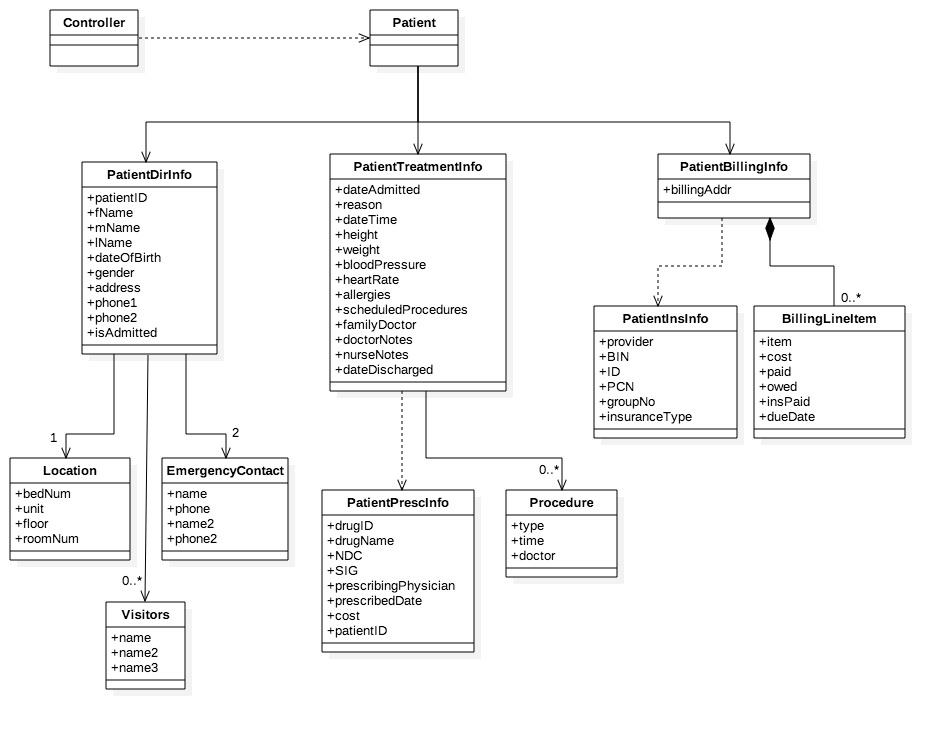 Controller
Patient
PatientDirInfo
+patientID
+fName
+mName
+lName
+dateOfBirth
+gender
+address
+phone1
+phone2
+isAdmitted
PatientTreatmentInfo
+dateAdmitted
+reason
+dateTime
+height
+weight
+bloodPressure
+heartRate
+allergies
+scheduledProcedures
+familyDoctor
+doctorNotes
+nurseNotes
+dateDischarged
PatientBillingInfo
+billingAddr
PatientInsInfo
+provider
+BIN
+ID
+PCN
+groupNo
+insuranceType
0..*
BillingLineItem
+item
+cost
+paid
+owed
+insPaid
+dueDate
1
Location
+bedNum
+unit
+floor
+roomNum
2
EmergencyContact
+name
+phone
+name2
+phone2
0..*
Visitors
+name
+name2
+name3
PatientPrescInfo
+drugID
+drugName
+NDC
+SIG
+prescribingPhysician
+prescribedDate
+cost
+patientID
0..*
Procedure
+type
+time
+doctor